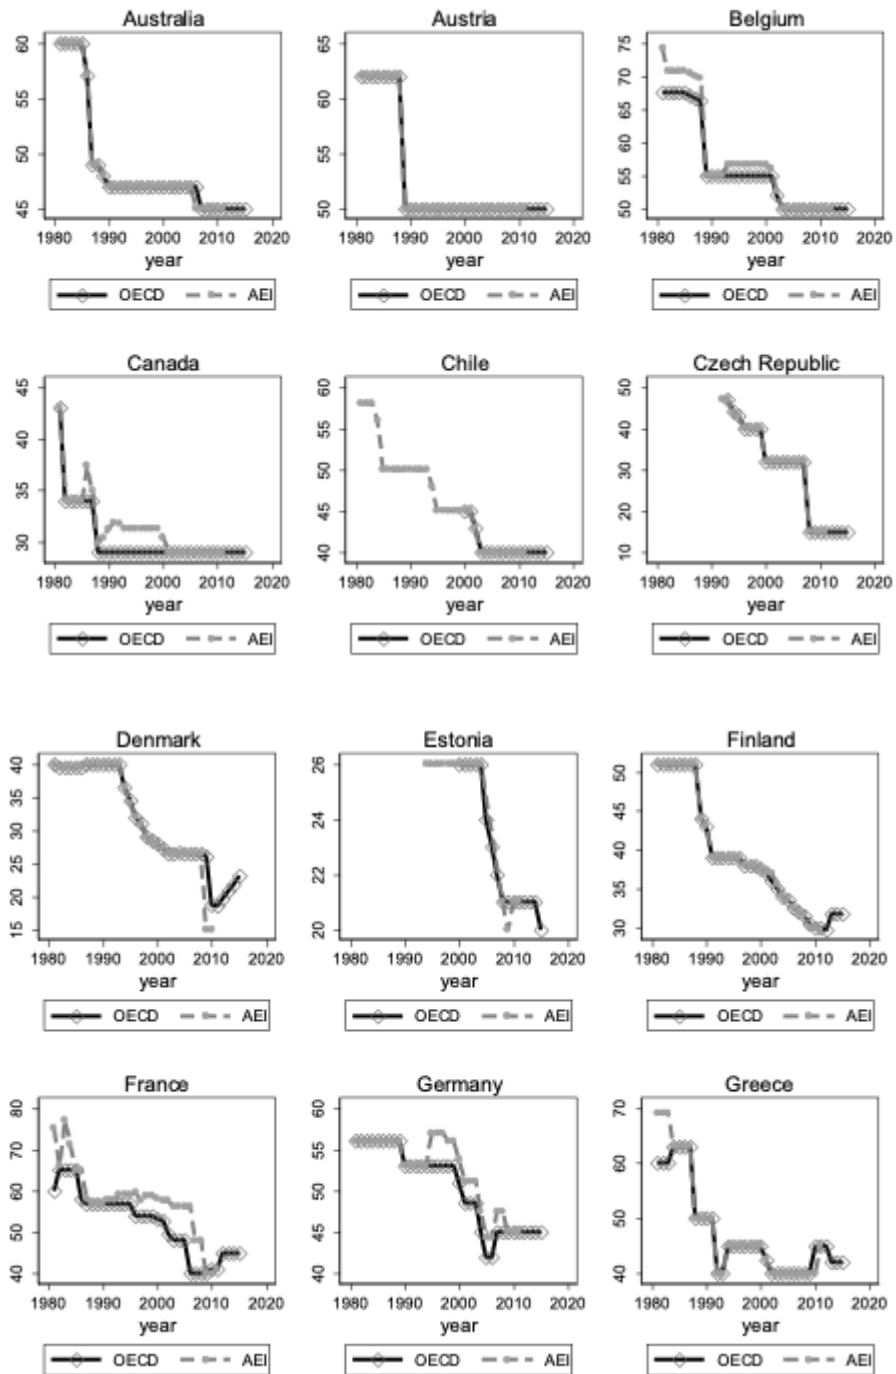 Australia
Austria
Belgium
60
55
50
45
65
60
55
50
75
70
65
60
55
50
1980 1990 2000 2010 2020
1980 1990 2000 2010 2020
1980 1990 2000 2010 2020
year
year
year
OECD AEI
OECD AEI
OECD AEI
Canada
Chile
Czech Republic
45
40
35
30
60
55
50
45
40
50
40
30
20
10
1980 1990 2000 2010 2020
1980 1990 2000 2010 2020
1980 1990 2000 2010 2020
year
year
year
OECD AEI
OECD AEI
OECD AEI
Denmark
Estonia
Finland
40
35
30
25
20
15
26
24
22
20
50
45
40
35
30
1980 1990 2000 2010 2020
1980 1990 2000 2010 2020
1980 1990 2000 2010 2020
year
year
year
OECD AEI
OECD AEI
OECD AEI
France
Germany
Greece
80
70
60
50
40
60
55
50
45
40
70
60
50
40
1980 1990 2000 2010 2020
1980 1990 2000 2010 2020
1980 1990 2000 2010 2020
year
year
year
OECD AEI
OECD AEI
OECD AEI